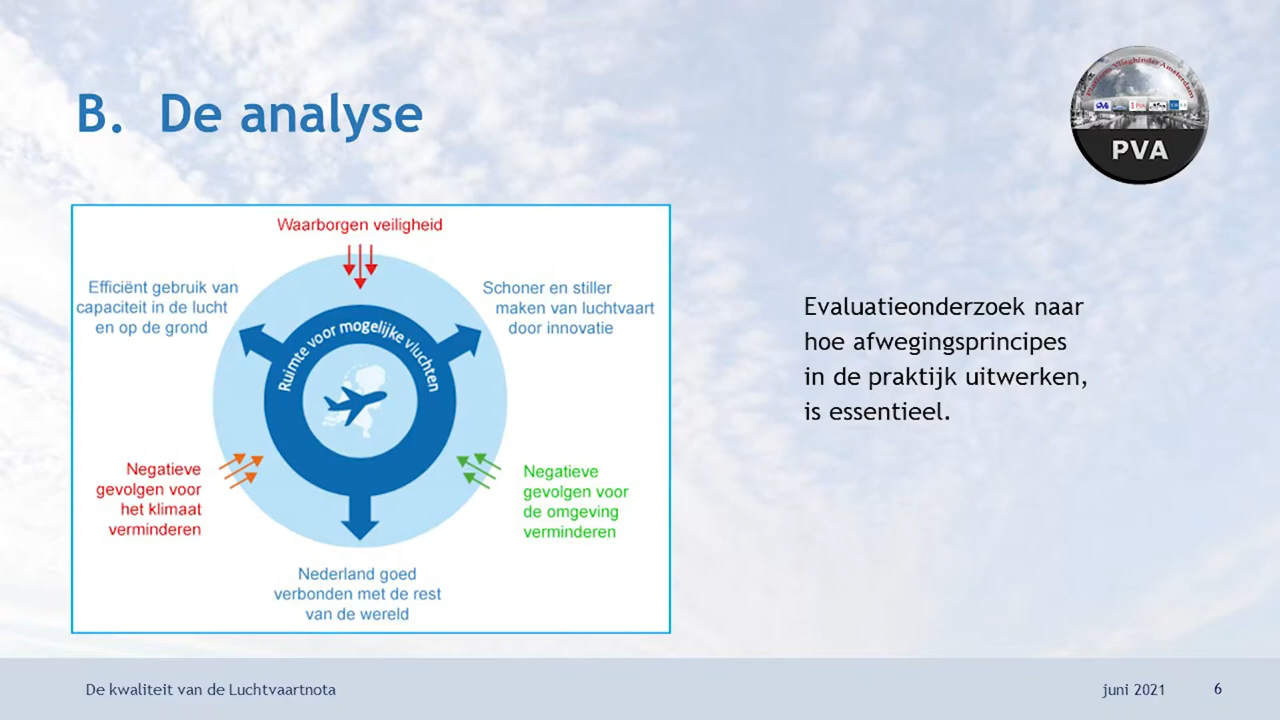 B. De analyse
Platform Vlieghinder Amsterdam
PVA
Waarborgen veiligheid
Efficiënt gebruik van
capaciteit in de lucht
en op de grond
Schoner en stiller
maken van luchtvaart
door innovatie
Ruimte voor mogelijke vluchten
Negatieve
gevolgen voor
het klimaat
verminderen
Negatieve
gevolgen voor
de omgeving
verminderen
Nederland goed
verbonden met de rest
van de wereld
Evaluatieonderzoek naar
hoe afwegingsprincipes
in de praktijk uitwerken,
is essentieel.
De kwaliteit van de Luchtvaartnota
juni 2021
6